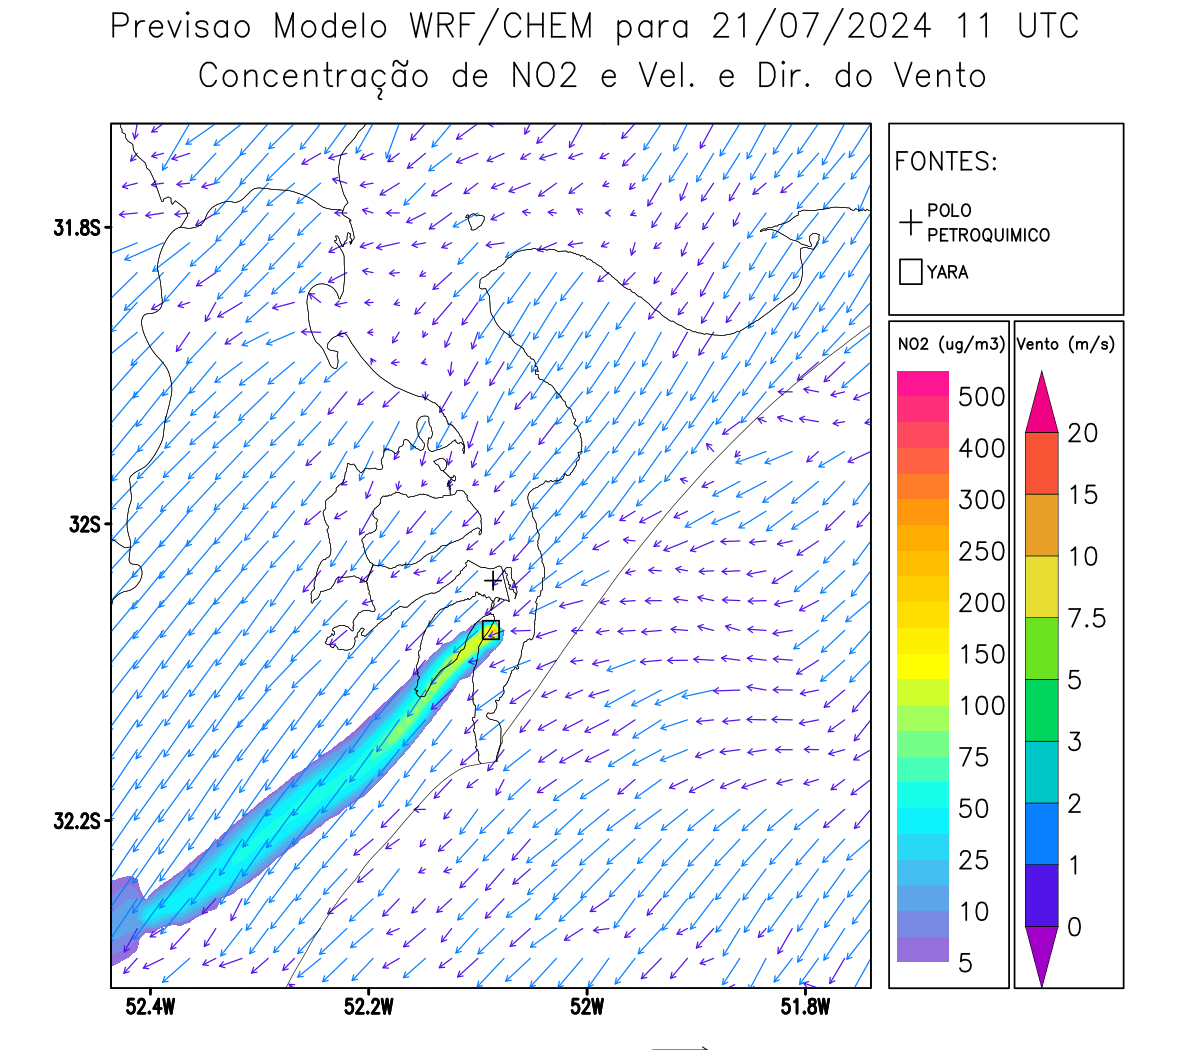 Previsao Modelo WRF/CHEM para 21/07/2024 11 UTC
Concentração de NO2 e Vel. e Dir. do Vento
FONTES:
POLO
PETROQUIMICO
YARA
NO2 (ug/m3)
500
400
300
250
200
150
100
75
50
25
10
5
Vento (m/s)
20
15
10
7.5
5
3
2
1
0
31.8S
32S
32.2S
52.4W 52.2W 52W 51.8W